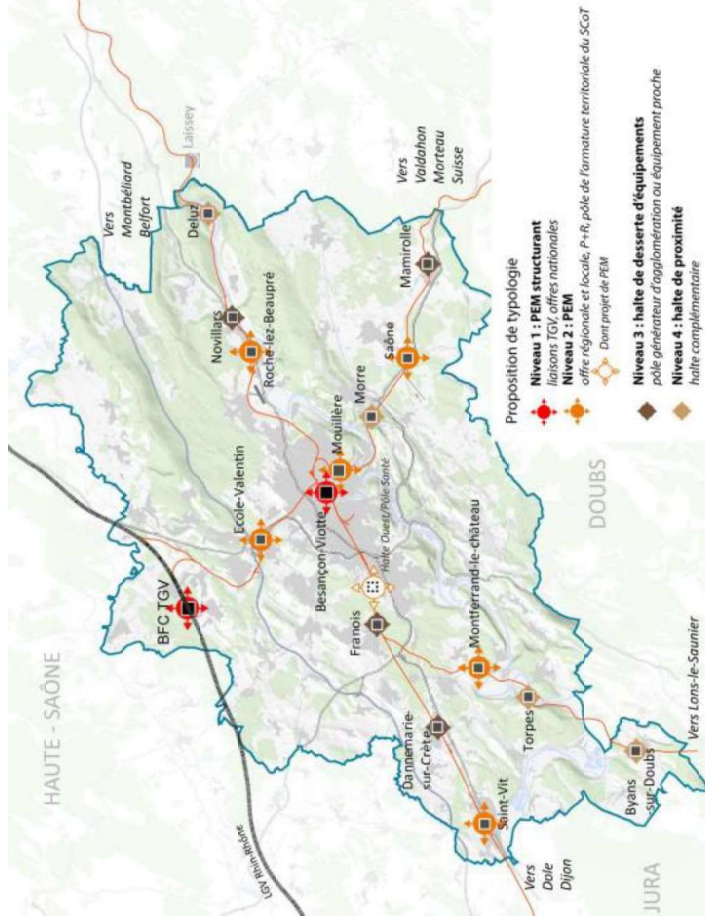 HAUTE - SAÔNE
LGV Rhin-Rhône
BFC TGV
Ecole-Valentin
Vers
Montbéliard
Belfort
Laissey
Deluz
Novillars
Roche-lez-Beaupré
Besançon-Viotte
Mouillère
Halte Ouest/Pôle Santé
Morre
Saône
Mamirolle
Vers
Valdahon
Morteau
Suisse
Franois
Dannemarie-
sur-Crète
Saint-Vit
Vers
Dole
Dijon
Montferrand-le-château
Torpes
Byans
sur-Doubs
Vers Lons-le-Saunier
DOUBS
JURA
Proposition de typologie
Niveau 1 : PEM structurant
liaisons TGV, offres nationales
Niveau 2 : PEM
offre régionale et locale, P+R, pôle de l'armature territoriale du SCoT
Dont projet de PEM
Niveau 3 : halte de desserte d'équipements
pôle générateur d'agglomération ou équipement proche
Niveau 4 : halte de proximité
halte complémentaire